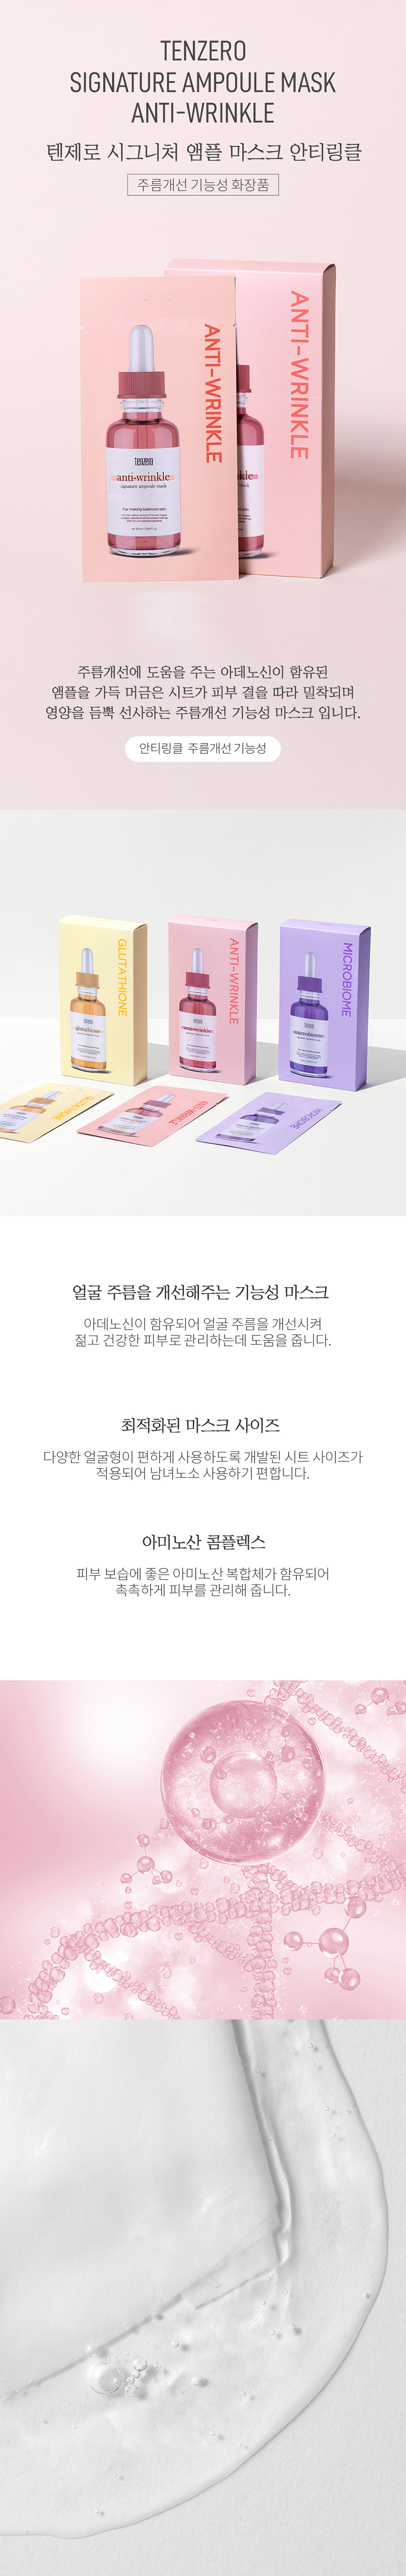 TENZERO
SIGNATURE AMPOULE MASK
ANTI-WRINKLE
텐제로 시그니처 앰플 마스크 안티링클
주름개선 기능성 화장품
ANTI-WRINKLE
ANTI-WRINKLE
Tenzero
anti-wrinkle
signature ampoule mask
For making balanced skin
주름개선에 도움을 주는 아데노신이 함유된
앰플을 가득 머금은 시트가 피부 결을 따라 밀착되며
영양을 듬뿍 선사하는 주름개선 기능성 마스크 입니다.
안티링클 주름개선 기능성
GLUTATHIONE
ANTI-WRINKLE
MICROBIOME
glutathione
anti-wrinkle
microbiome
GLUTATHIONE
ANTI-WRINKLE
MICROBIOME
얼굴 주름을 개선해주는 기능성 마스크
아데노신이 함유되어 얼굴 주름을 개선시켜
젊고 건강한 피부로 관리하는데 도움을 줍니다.
최적화된 마스크 사이즈
다양한 얼굴형이 편하게 사용하도록 개발된 시트 사이즈가
적용되어 남녀노소 사용하기 편합니다.
아미노산 콤플렉스
피부 보습에 좋은 아미노산 복합체가 함유되어
촉촉하게 피부를 관리해 줍니다.